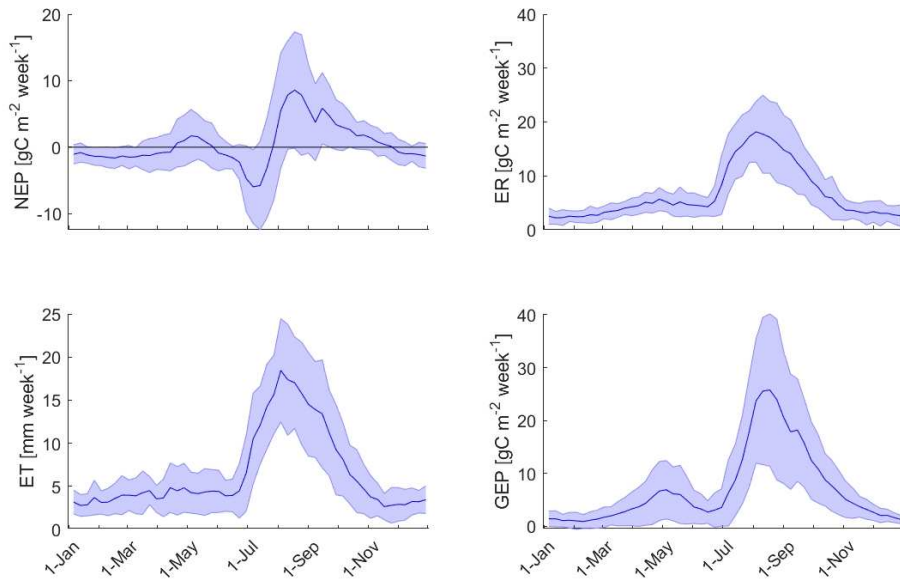 20
10
0
-10
NEP [gC m-2 week-1]
40
30
20
10
0
ER [gC m-2 week-1]
25
20
15
10
5
0
ET [mm week-1]
1-Jan
1-Mar
1-May
1-Jul
1-Sep
1-Nov
40
30
20
10
0
GEP [gC m-2 week-1]
1-Jan
1-Mar
1-May
1-Jul
1-Sep
1-Nov